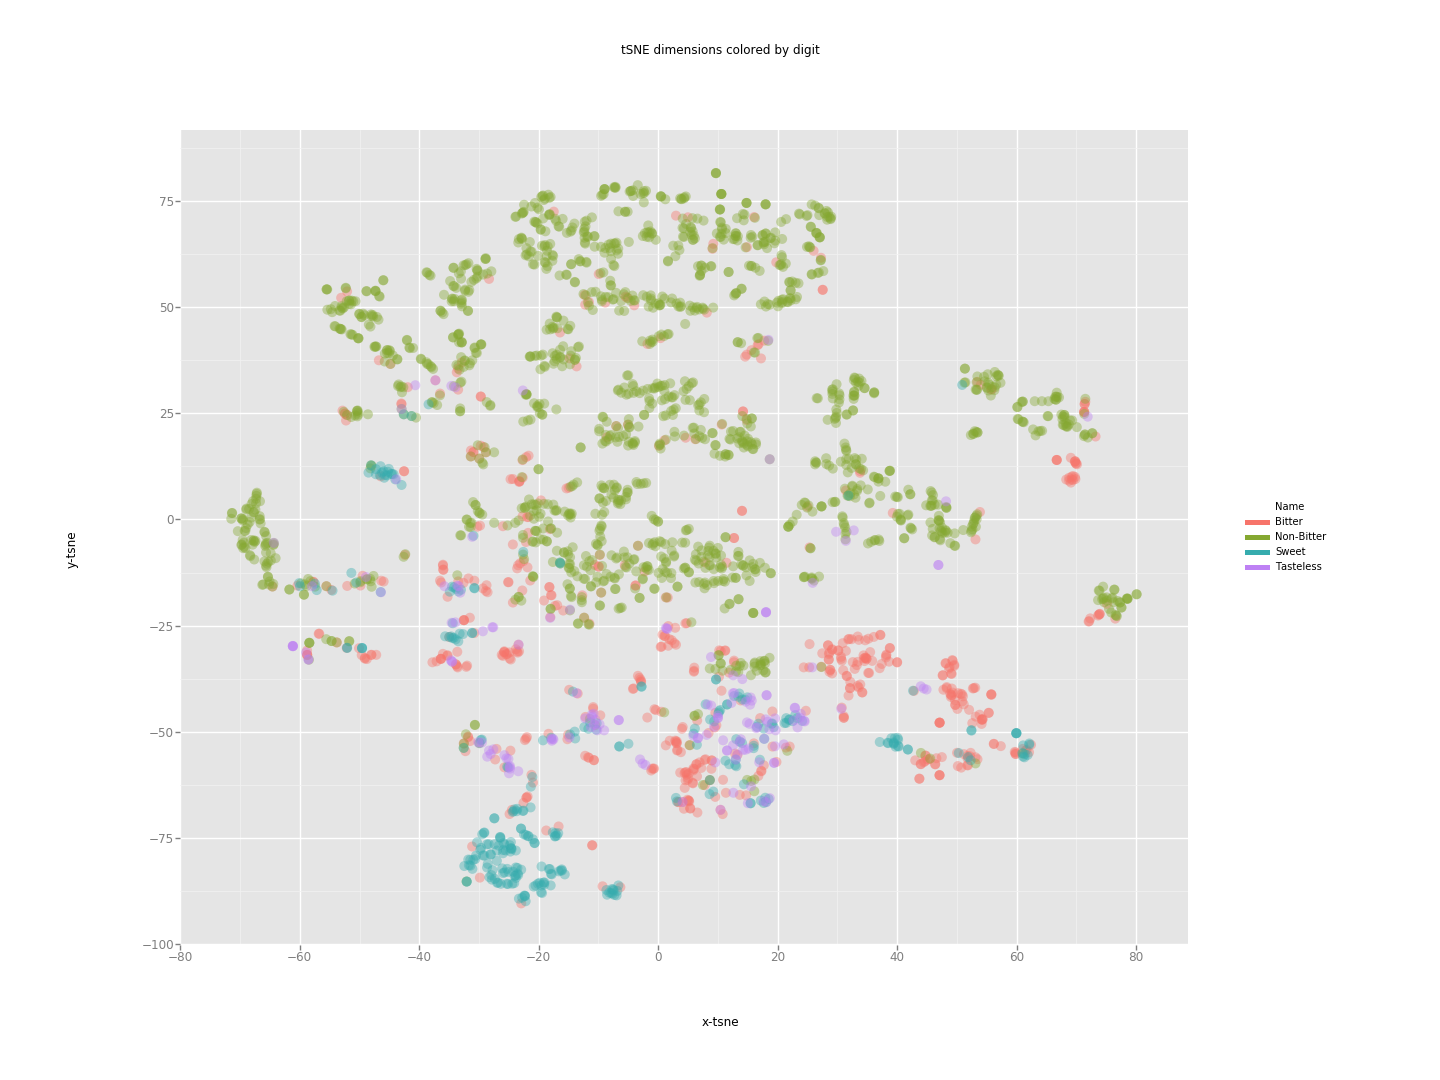 tSNE dimensions colored by digit
75
50
25
0
−25
−50
−75
−100
y-tsne
−80
−60
−40
−20
0
20
40
60
80
x-tsne
Name
Bitter
Non-Bitter
Sweet
Tasteless